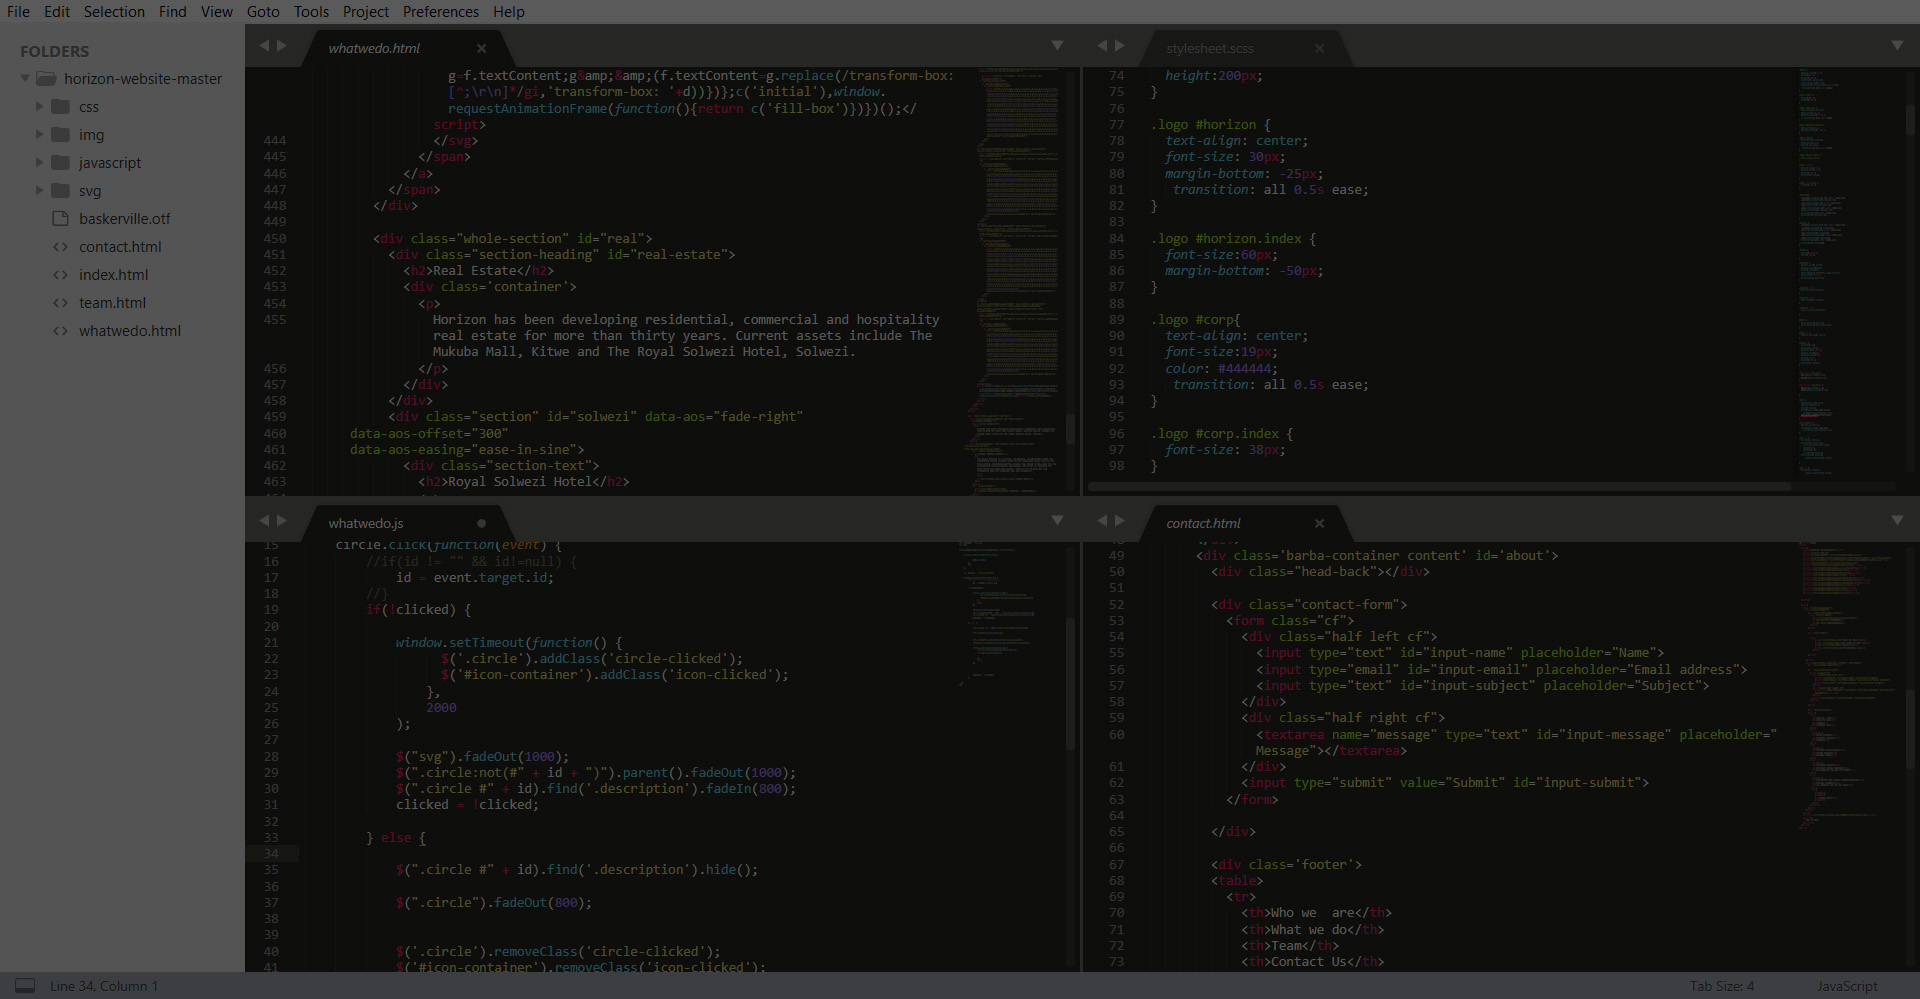 File Edit Selection Find View Goto Tools Project Preferences Help
FOLDERS
horizon-website-master
css
img
javascript
svg
baskerville.otf
contact.html
index.html
team.html
whatwedo.html
whatwedo.html
g=f.textContent;g&amp;&amp;(f.textContent=g.replace(/transform-box:
[^;\r\n]*/gi,'transform-box: '+d))})};c('initial'),window.
requestAnimationFrame(function(){return c('fill-box')})})();</
script>
444 </svg>
445 </span>
446 </a>
447 </span>
448 </div>
449
450 <div class="whole-section" id="real">
451 <div class="section-heading" id="real-estate">
452 <h2>Real Estate</h2>
453 <div class='container'>
454 <p>
455 Horizon has been developing residential, commercial and hospitality
real estate for more than thirty years. Current assets include The
Mukuba Mall, Kitwe and The Royal Solwezi Hotel, Solwezi.
456 </p>
457 </div>
458 </div>
459 <div class="section" id="solwezi" data-aos="fade-right"
460 data-aos-offset="300"
461 data-aos-easing="ease-in-sine">
462 <div class="section-text">
463 <h2>Royal Solwezi Hotel</h2>
stylesheet.scss
74 height:200px;
75 }
76
77 .logo #horizon {
78 text-align: center;
79 font-size: 30px;
80 margin-bottom: -25px;
81 transition: all 0.5s ease;
82 }
83
84 .logo #horizon.index {
85 font-size:60px;
86 margin-bottom: -50px;
87 }
88
89 .logo #corp{
90 text-align: center;
91 font-size:19px;
92 color: #444444;
93 transition: all 0.5s ease;
94 }
95
96 .logo #corp.index {
97 font-size: 38px;
98 }
whatwedo.js
15 circle.click(function(event) {
16 //if(id != "" && id!=null) {
17 id = event.target.id;
18 //}
19 if(!clicked) {
20
21 window.setTimeout(function() {
22 $('.circle').addClass('circle-clicked');
23 $('#icon-container').addClass('icon-clicked');
24 },
25 2000
26 );
27
28 $("svg").fadeOut(1000);
29 $(".circle:not(#" + id + ")").parent().fadeOut(1000);
30 $(".circle #" + id).find('.description').fadeIn(800);
31 clicked = !clicked;
32
33 } else {
34
35 $(".circle #" + id).find('.description').hide();
36
37 $(".circle").fadeOut(800);
38
39
40 $('.circle').removeClass('circle-clicked');
41 $('#icon-container').removeClass('icon-clicked');
contact.html
49 <div class='barba-container content' id='about'>
50 <div class="head-back"></div>
51
52 <div class="contact-form">
53 <form class="cf">
54 <div class="half left cf">
55 <input type="text" id="input-name" placeholder="Name">
56 <input type="email" id="input-email" placeholder="Email address">
57 <input type="text" id="input-subject" placeholder="Subject">
58 </div>
59 <div class="half right cf">
60 <textarea name="message" type="text" id="input-message" placeholder="
Message"></textarea>
61 </div>
62 <input type="submit" value="Submit" id="input-submit">
63 </form>
64
65 </div>
66
67 <div class='footer'>
68 <table>
69 <tr>
70 <th>Who we  are</th>
71 <th>What we do</th>
72 <th>Team</th>
73 <th>Contact Us</th>
Line 34, Column 1
Tab Size: 4
JavaScript